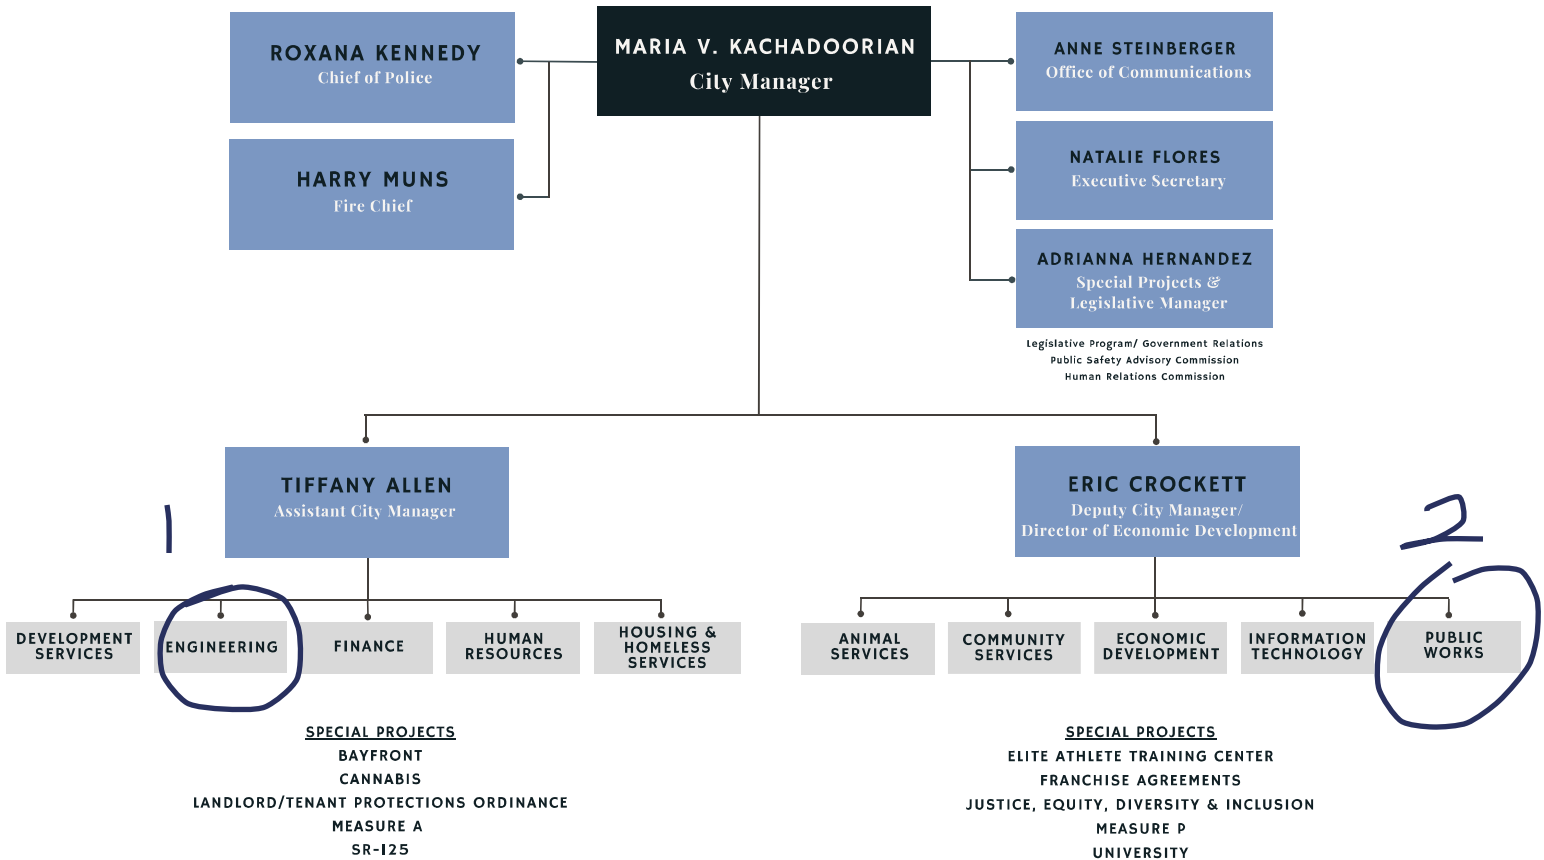 MARIA V. KACHADOORIAN
City Manager
ROXANA KENNEDY
Chief of Police
HARRY MUNS
Fire Chief
ANNE STEINBERGER
Office of Communications
NATALIE FLORES
Executive Secretary
ADRIANNA HERNANDEZ
Special Projects &
Legislative Manager
Legislative Program/ Government Relations
Public Safety Advisory Commission
Human Relations Commission
TIFFANY ALLEN
Assistant City Manager
1
DEVELOPMENT
SERVICES
ENGINEERING
FINANCE
HUMAN
RESOURCES
HOUSING &
HOMELESS
SERVICES
SPECIAL PROJECTS
BAYFRONT
CANNABIS
LANDLORD/TENANT PROTECTIONS ORDINANCE
MEASURE A
SR-125
ERIC CROCKETT
Deputy City Manager/
Director of Economic Development
2
ANIMAL
SERVICES
COMMUNITY
SERVICES
ECONOMIC
DEVELOPMENT
INFORMATION
TECHNOLOGY
PUBLIC
WORKS
SPECIAL PROJECTS
ELITE ATHLETE TRAINING CENTER
FRANCHISE AGREEMENTS
JUSTICE, EQUITY, DIVERSITY & INCLUSION
MEASURE P
UNIVERSITY